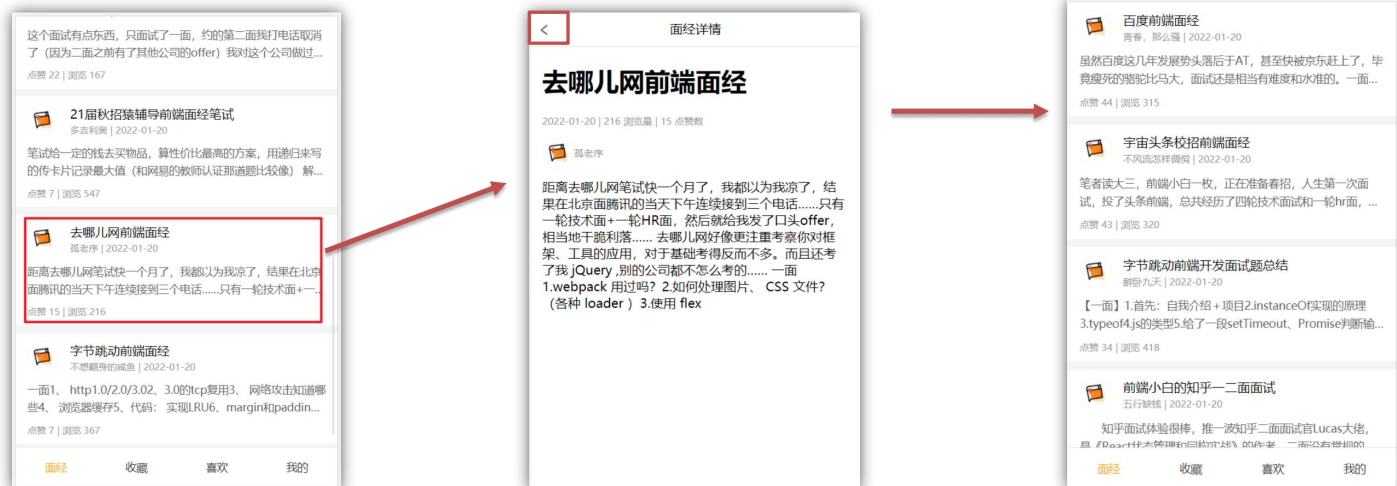 这个面试有点东西，只面试了一面，约的第二面我打电话取消
了（因为二面之前有了其他公司的offer）我对这个公司做过...
点赞 22 | 浏览 167
21届秋招猿辅导前端面经笔试
多吉利奥 | 2022-01-20
笔试给一定的钱去买物品，算性价比最高的方案，用递归来写
的传卡片记录最大值（和网易的教师认证那道题比较像） 解...
点赞 7 | 浏览 547
去哪儿网前端面经
孤老序 | 2022-01-20
距离去哪儿网笔试快一个月了，我都以为我凉了，结果在北京
面腾讯的当天下午连续接到三个电话......只有一轮技术面+一...
点赞 15 | 浏览 216
字节跳动前端面经
不想翻身的咸鱼 | 2022-01-20
一面1、 http1.0/2.0/3.02、3.0的tcp复用3、 网络攻击知道哪
些4、 浏览器缓存5、代码： 实现LRU6、margin和paddin...
点赞 7 | 浏览 367
面经 收藏 喜欢 我的
面经详情
去哪儿网前端面经
2022-01-20 | 216 浏览量 | 15 点赞数
孤老序
距离去哪儿网笔试快一个月了，我都以为我凉了，结
果在北京面腾讯的当天下午连续接到三个电话......只有
一轮技术面+一轮HR面，然后就给我发了口头offer，
相当地干脆利落...... 去哪儿网好像更注重考察你对框
架、工具的应用，对于基础考得反而不多。而且还考
了我 jQuery ,别的公司都不怎么考的...... 一面
1.webpack 用过吗？2.如何处理图片、 CSS 文件？
（各种 loader ）3.使用 flex
百度前端面经
青春，那么骚 | 2022-01-20
虽然百度这几年发展势头落后于AT，甚至快被京东赶上了，毕
竟瘦死的骆驼比马大，面试还是相当有难度和水准的。一面...
点赞 44 | 浏览 315
宇宙头条校招前端面经
不风流怎样倜傥 | 2022-01-20
笔者读大三，前端小白一枚，正在准备春招，人生第一次面
试，投了头条前端，总共经历了四轮技术面试和一轮hr面，...
点赞 43 | 浏览 320
字节跳动前端开发面试题总结
醉卧九天 | 2022-01-20
【一面】1.首先：自我介绍 + 项目2.instanceOf实现的原理
3.typeof4.js的类型5.给了一段setTimeout、Promise判断输...
点赞 34 | 浏览 418
前端小白的知乎一二面面试
五行缺钱 | 2022-01-20
知乎面试体验很棒，推一波知乎二面面试官Lucas大佬，
是《React状态管理和同构实战》的作者，二面没有常规的
面经 收藏 喜欢 我的